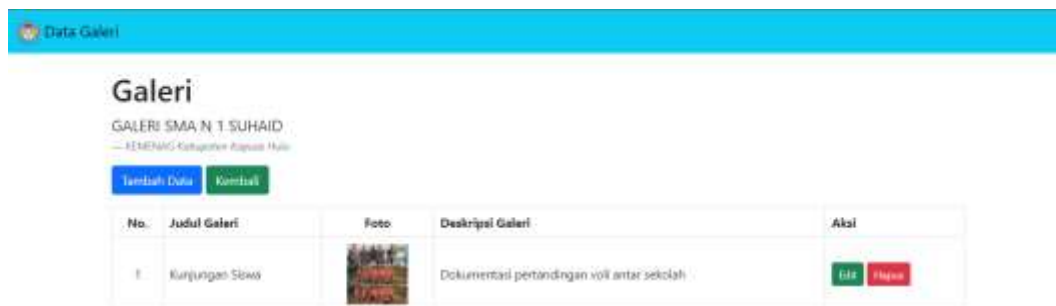 Data Galeri
Galeri
GALERI SMA N 1 SUHAID
— KEMENAG Kabupaten Kapuas Hulu
Tambah Data Kembali
No. Judul Galeri Foto Deskripsi Galeri Aksi
1 Kunjungan Siswa Dokumentasi pertandingan voli antar sekolah Edit Hapus